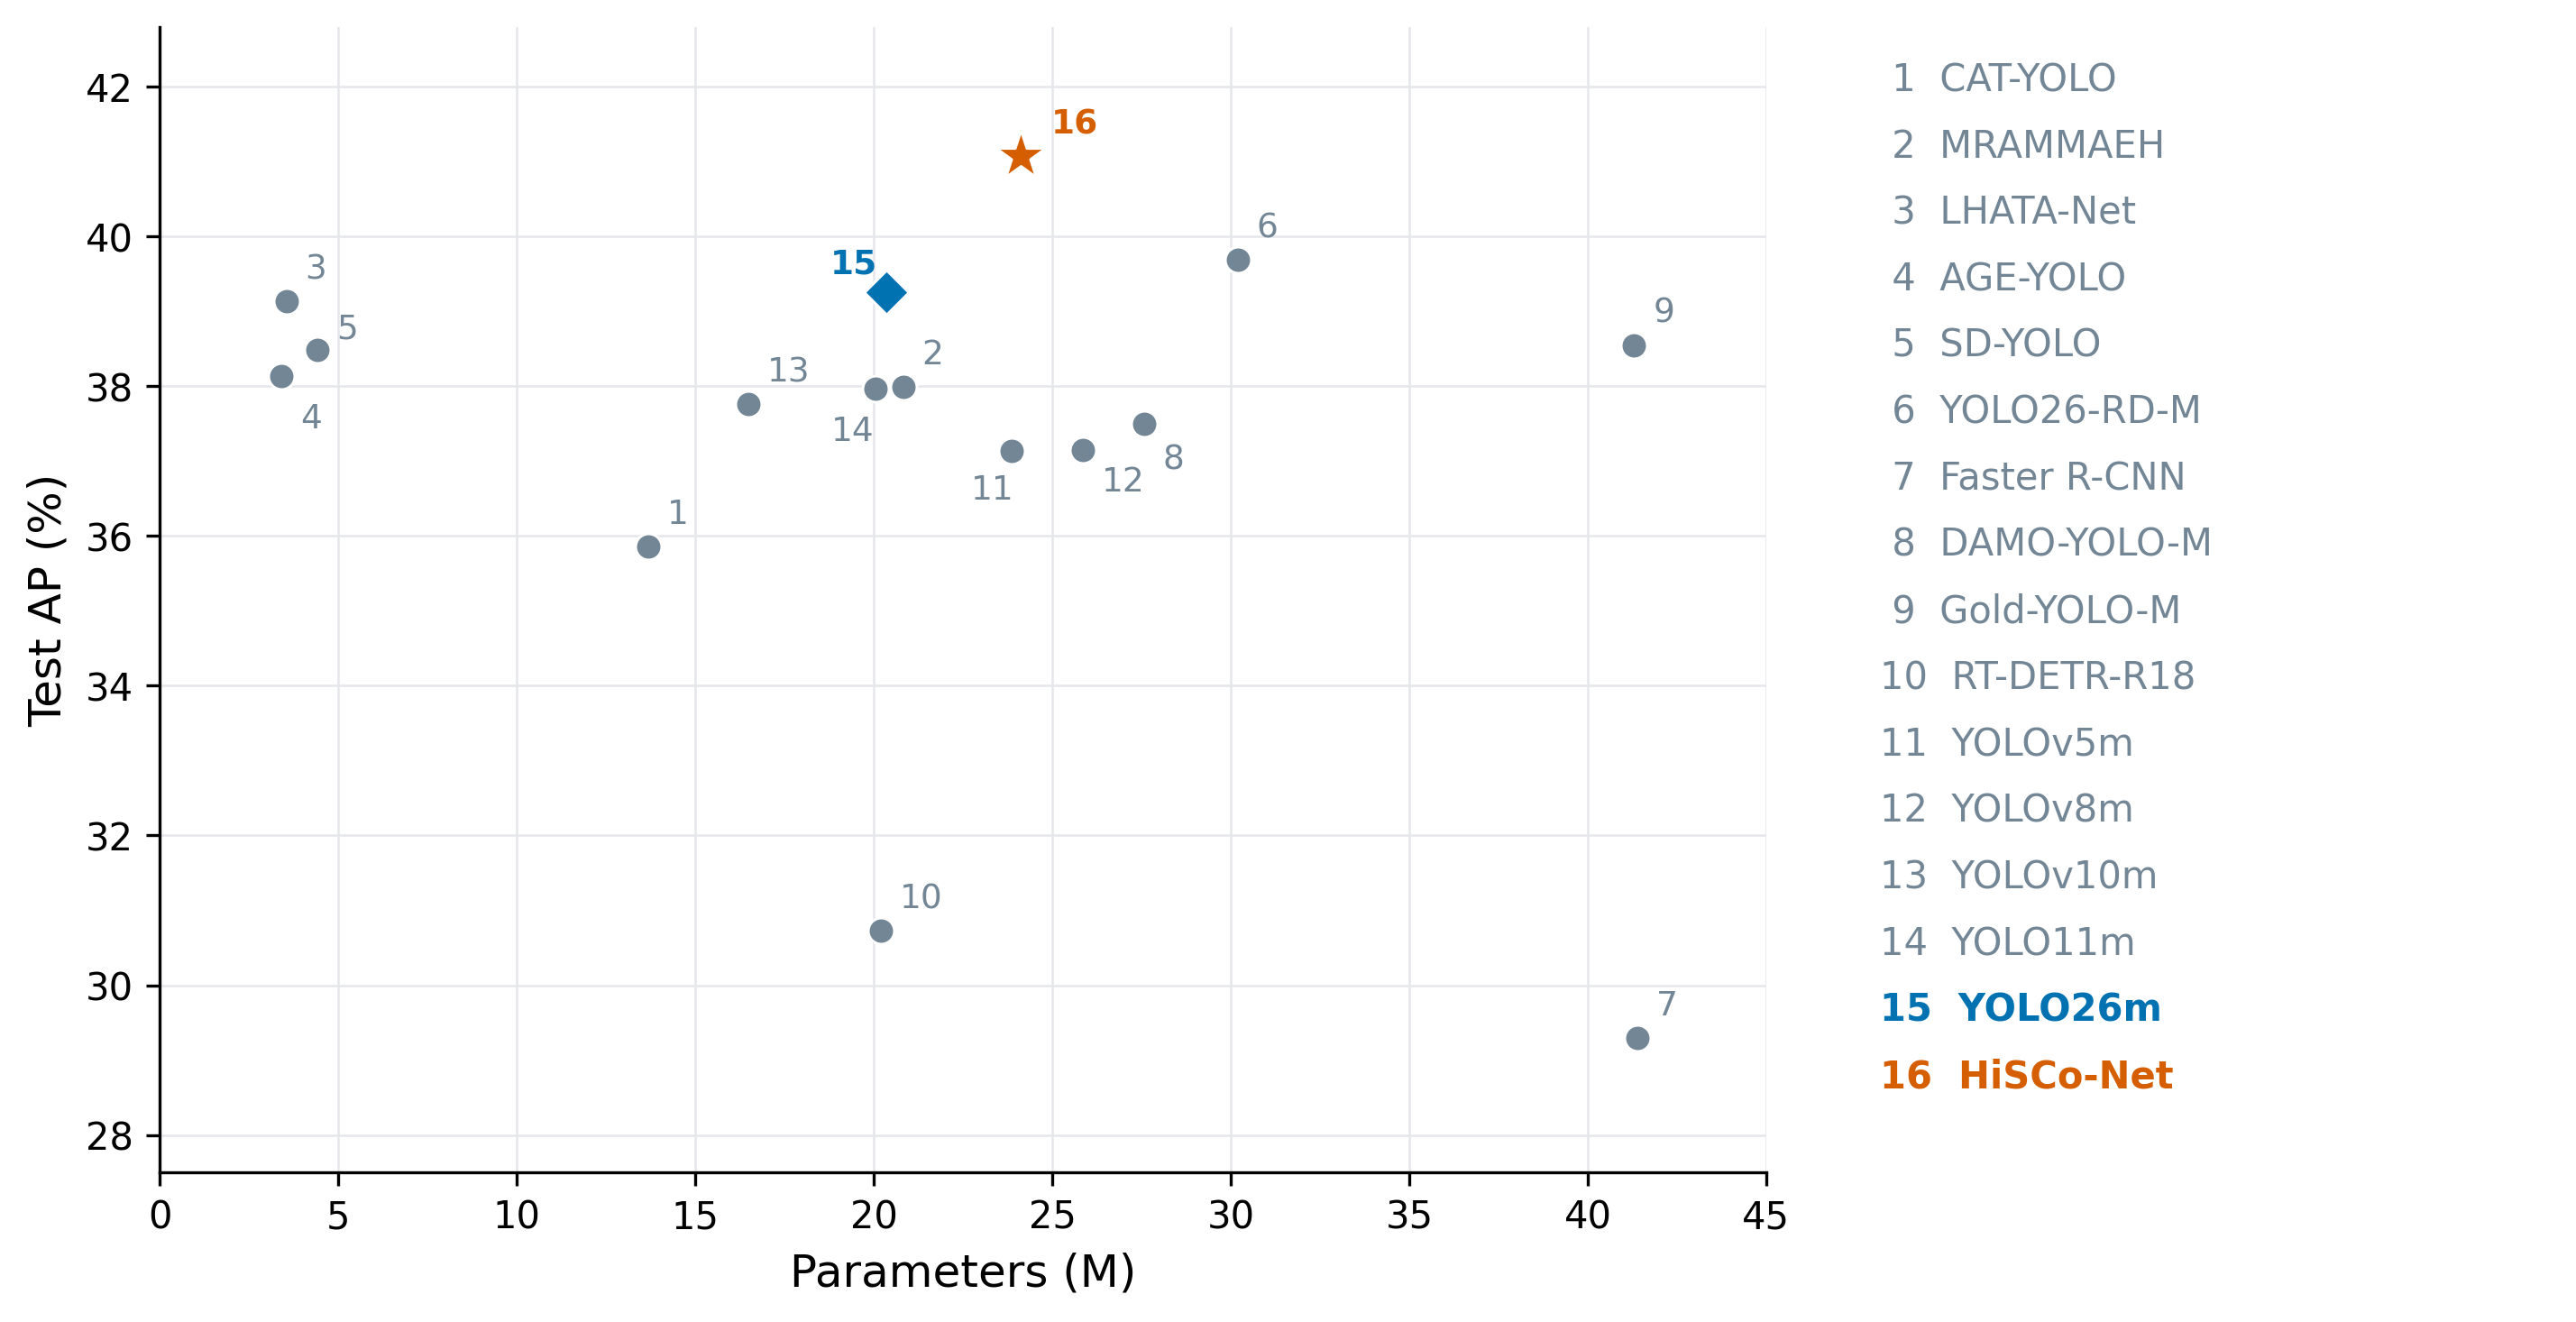 42
40
38
36
34
32
30
28
Test AP (%)
0 5 10 15 20 25 30 35 40 45
Parameters (M)
16
6
15
3
9
5
2
13
4
14
8
12
11
1
10
7
1 CAT-YOLO
2 MRAMMAEH
3 LHATA-Net
4 AGE-YOLO
5 SD-YOLO
6 YOLO26-RD-M
7 Faster R-CNN
8 DAMO-YOLO-M
9 Gold-YOLO-M
10 RT-DETR-R18
11 YOLOv5m
12 YOLOv8m
13 YOLOv10m
14 YOLO11m
15 YOLO26m
16 HiSCo-Net